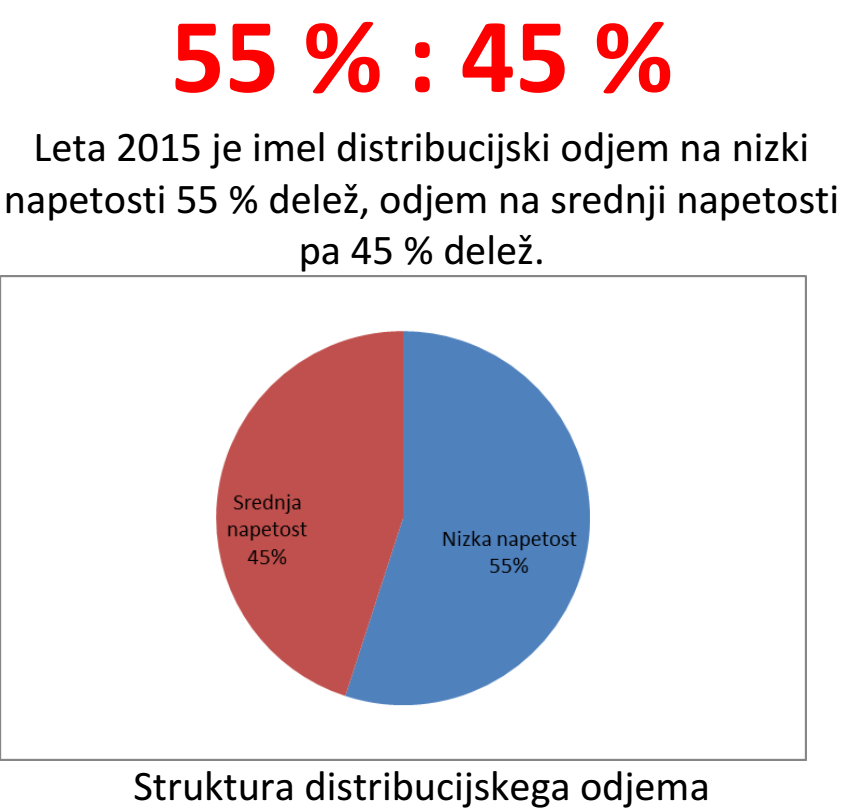 55 % : 45 %
Leta 2015 je imel distribucijski odjem na nizki
napetosti 55 % delež, odjem na srednji napetosti
pa 45 % delež.
Srednja
napetost
45%
Nizka napetost
55%
Struktura distribucijskega odjema